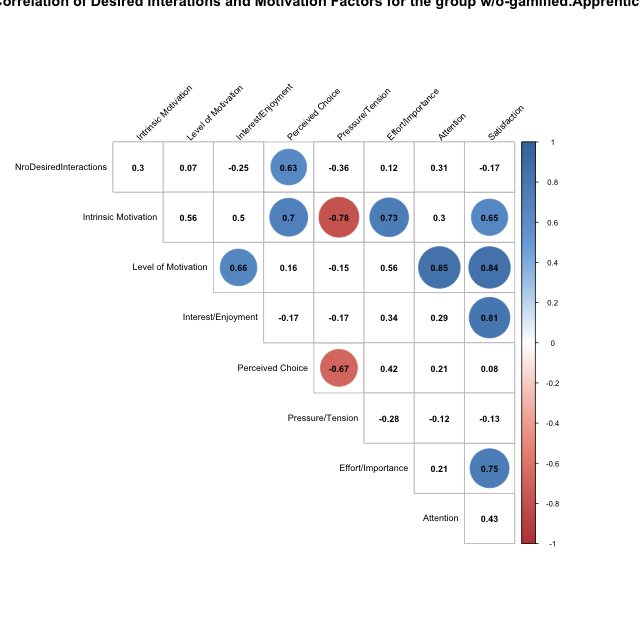 Correlation of Desired Interations and Motivation Factors for the group w/o-gamified.Apprentic
Intrinsic Motivation
Level of Motivation
Interest/Enjoyment
Perceived Choice
Pressure/Tension
Effort/Importance
Attention
Satisfaction
NroDesiredInteractions 0.3 0.07 -0.25 0.63 -0.36 0.12 0.31 -0.17
Intrinsic Motivation 0.56 0.5 0.7 -0.78 0.73 0.3 0.65
Level of Motivation 0.66 0.16 -0.15 0.56 0.85 0.84
Interest/Enjoyment -0.17 -0.17 0.34 0.29 0.81
Perceived Choice -0.67 0.42 0.21 0.08
Pressure/Tension -0.28 -0.12 -0.13
Effort/Importance 0.21 0.75
Attention 0.43
1
0.8
0.6
0.4
0.2
0
-0.2
-0.4
-0.6
-0.8
-1